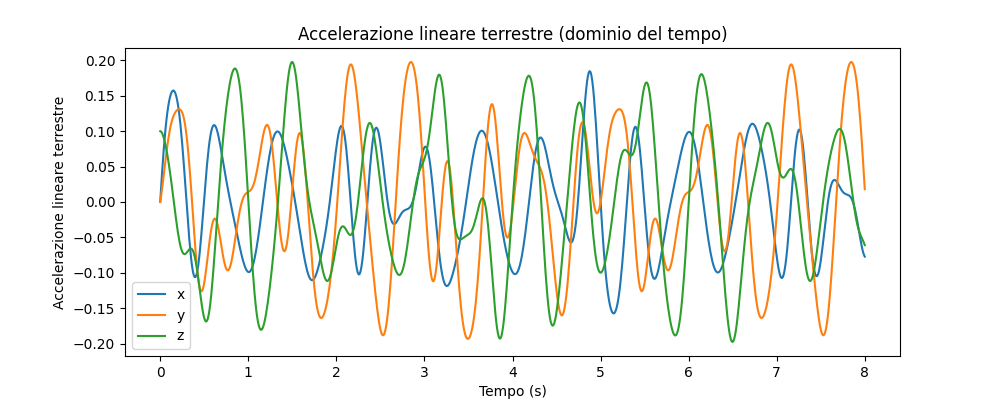 Accelerazione lineare terrestre (dominio del tempo)
Accelerazione lineare terrestre
0.20
0.15
0.10
0.05
0.00
−0.05
−0.10
−0.15
−0.20
x
y
z
0 1 2 3 4 5 6 7 8
Tempo (s)